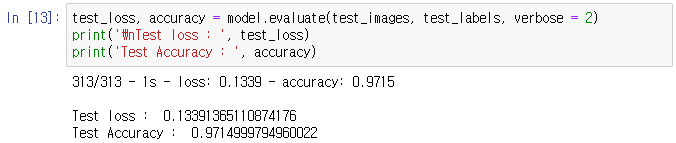 In [13]: test_loss, accuracy = model.evaluate(test_images, test_labels, verbose = 2)
print('₩nTest loss : ', test_loss)
print('Test Accuracy : ', accuracy)
313/313 - 1s - loss: 0.1339 - accuracy: 0.9715
Test loss :  0.13391365110874176
Test Accuracy :  0.9714999794960022